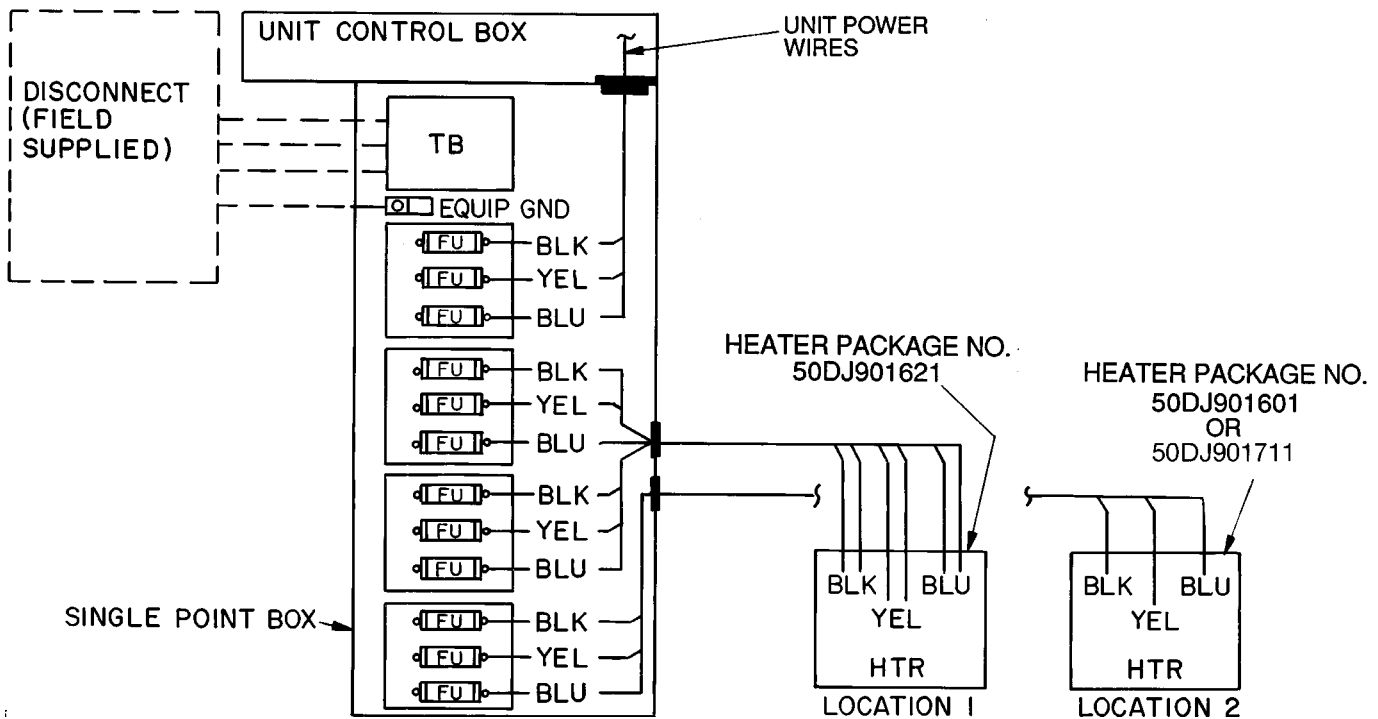 UNIT CONTROL BOX
UNIT POWER
WIRES
DISCONNECT
(FIELD
SUPPLIED)
TB
EQUIP GND
FU BLK
FU YEL
FU BLU
FU BLK
FU YEL
FU BLU
FU BLK
FU YEL
FU BLU
FU BLK
FU YEL
FU BLU
SINGLE POINT BOX
HEATER PACKAGE NO.
50DJ901621
BLK BLU
YEL
HTR
LOCATION 1
HEATER PACKAGE NO.
50DJ901601
OR
50DJ901711
BLK BLU
YEL
HTR
LOCATION 2